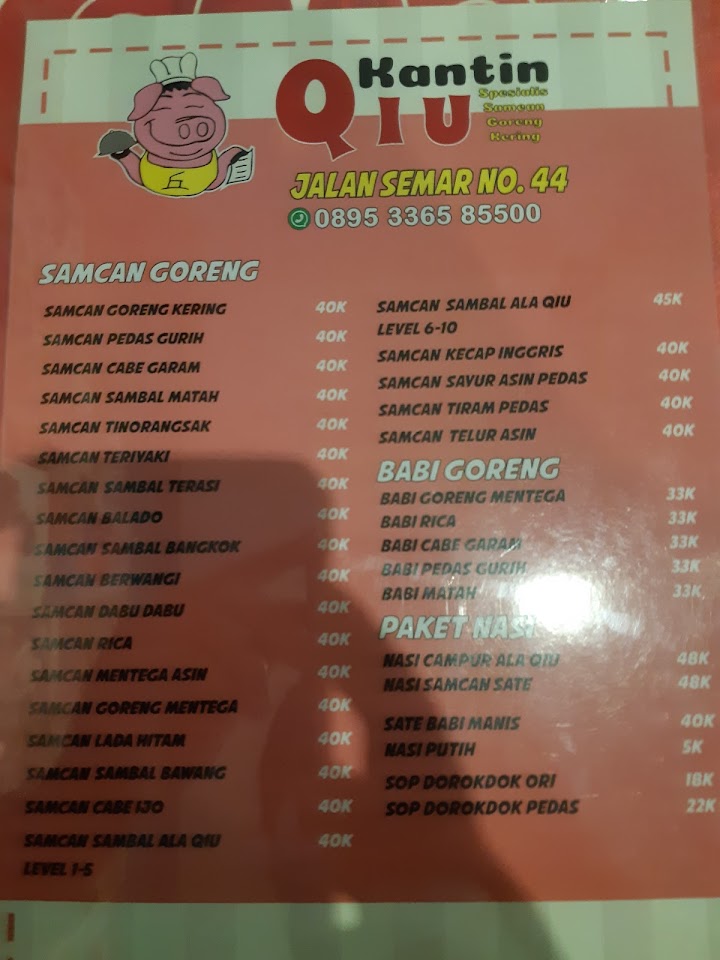 Kantin
QIU
Spesialis
Samcan
Goreng
Kering
五
JALAN SEMAR NO. 44
0895 3365 85500
SAMCAN GORENG
SAMCAN GORENG KERING 40K
SAMCAN PEDAS GURIH 40K
SAMCAN CABE GARAM 40K
SAMCAN SAMBAL MATAH 40K
SAMCAN TINORANGSAK 40K
SAMCAN TERIYAKI 40K
SAMCAN SAMBAL TERASI 40K
SAMCAN BALADO 40K
SAMCAN SAMBAL BANGKOK 40K
SAMCAN BERWANGI 40K
SAMCAN DABU DABU 40K
SAMCAN RICA 40K
SAMCAN MENTEGA ASIN 40K
SAMCAN GORENG MENTEGA 40K
SAMCAN LADA HITAM 40K
SAMCAN SAMBAL BAWANG 40K
SAMCAN CABE IJO 40K
SAMCAN SAMBAL ALA QIU 40K
LEVEL 1-5
SAMCAN SAMBAL ALA QIU 45K
LEVEL 6-10
SAMCAN KECAP INGGRIS 40K
SAMCAN SAYUR ASIN PEDAS 40K
SAMCAN TIRAM PEDAS 40K
SAMCAN TELUR ASIN 40K
BABI GORENG
BABI GORENG MENTEGA 33K
BABI RICA 33K
BABI CABE GARAM 33K
BABI PEDAS GURIH 33K
BABI MATAH 33K
PAKET NASI
NASI CAMPUR ALA QIU 48K
NASI SAMCAN SATE 48K
SATE BABI MANIS 40K
NASI PUTIH 5K
SOP DOROKDOK ORI 18K
SOP DOROKDOK PEDAS 22K